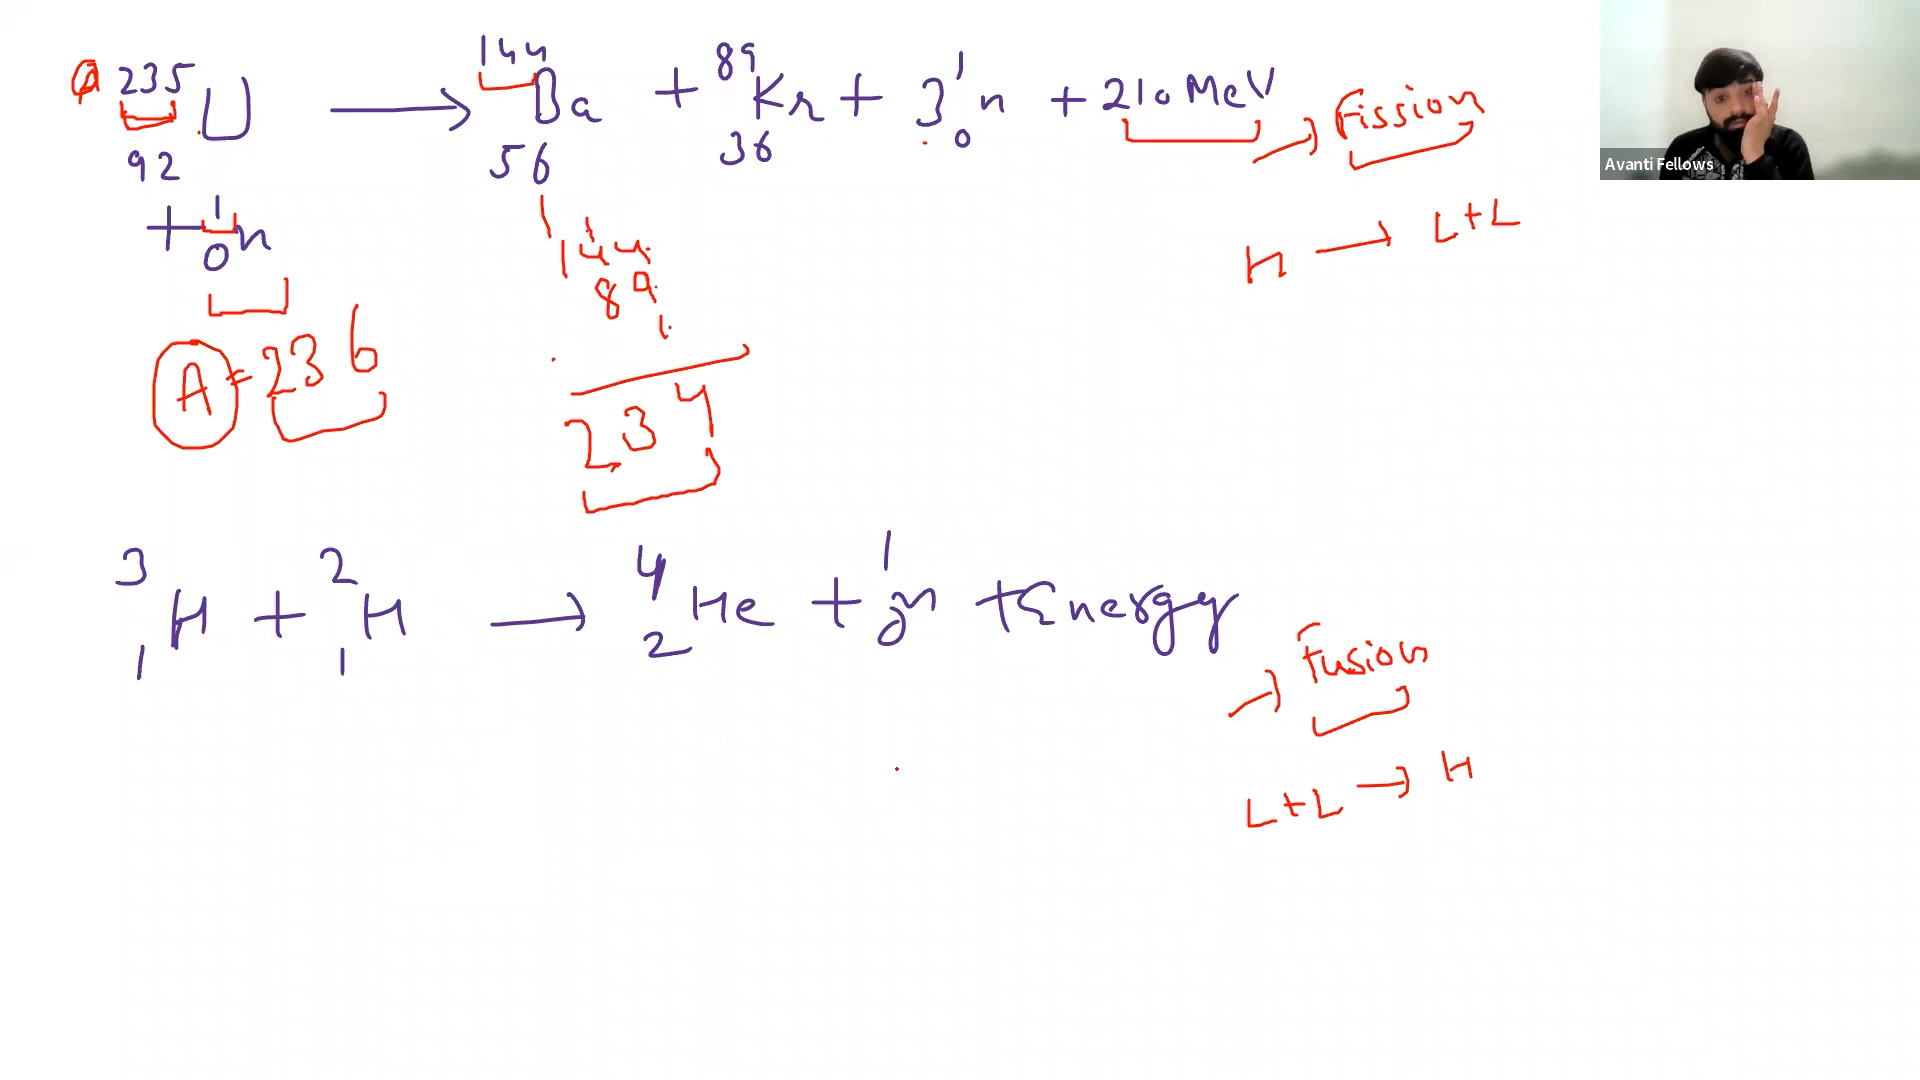 235 U ⟶ 144 Ba + 89 Kr + 3 1 n + 210 MeV → Fission
92 56 36 0
+ 1 0 n
H → L+L
144
89
1
A = 236
234
3 1 H + 2 1 H ⟶ 4 2 He + 1 0 n + Energy
→ Fusion
L+L → H
Avanti Fellows